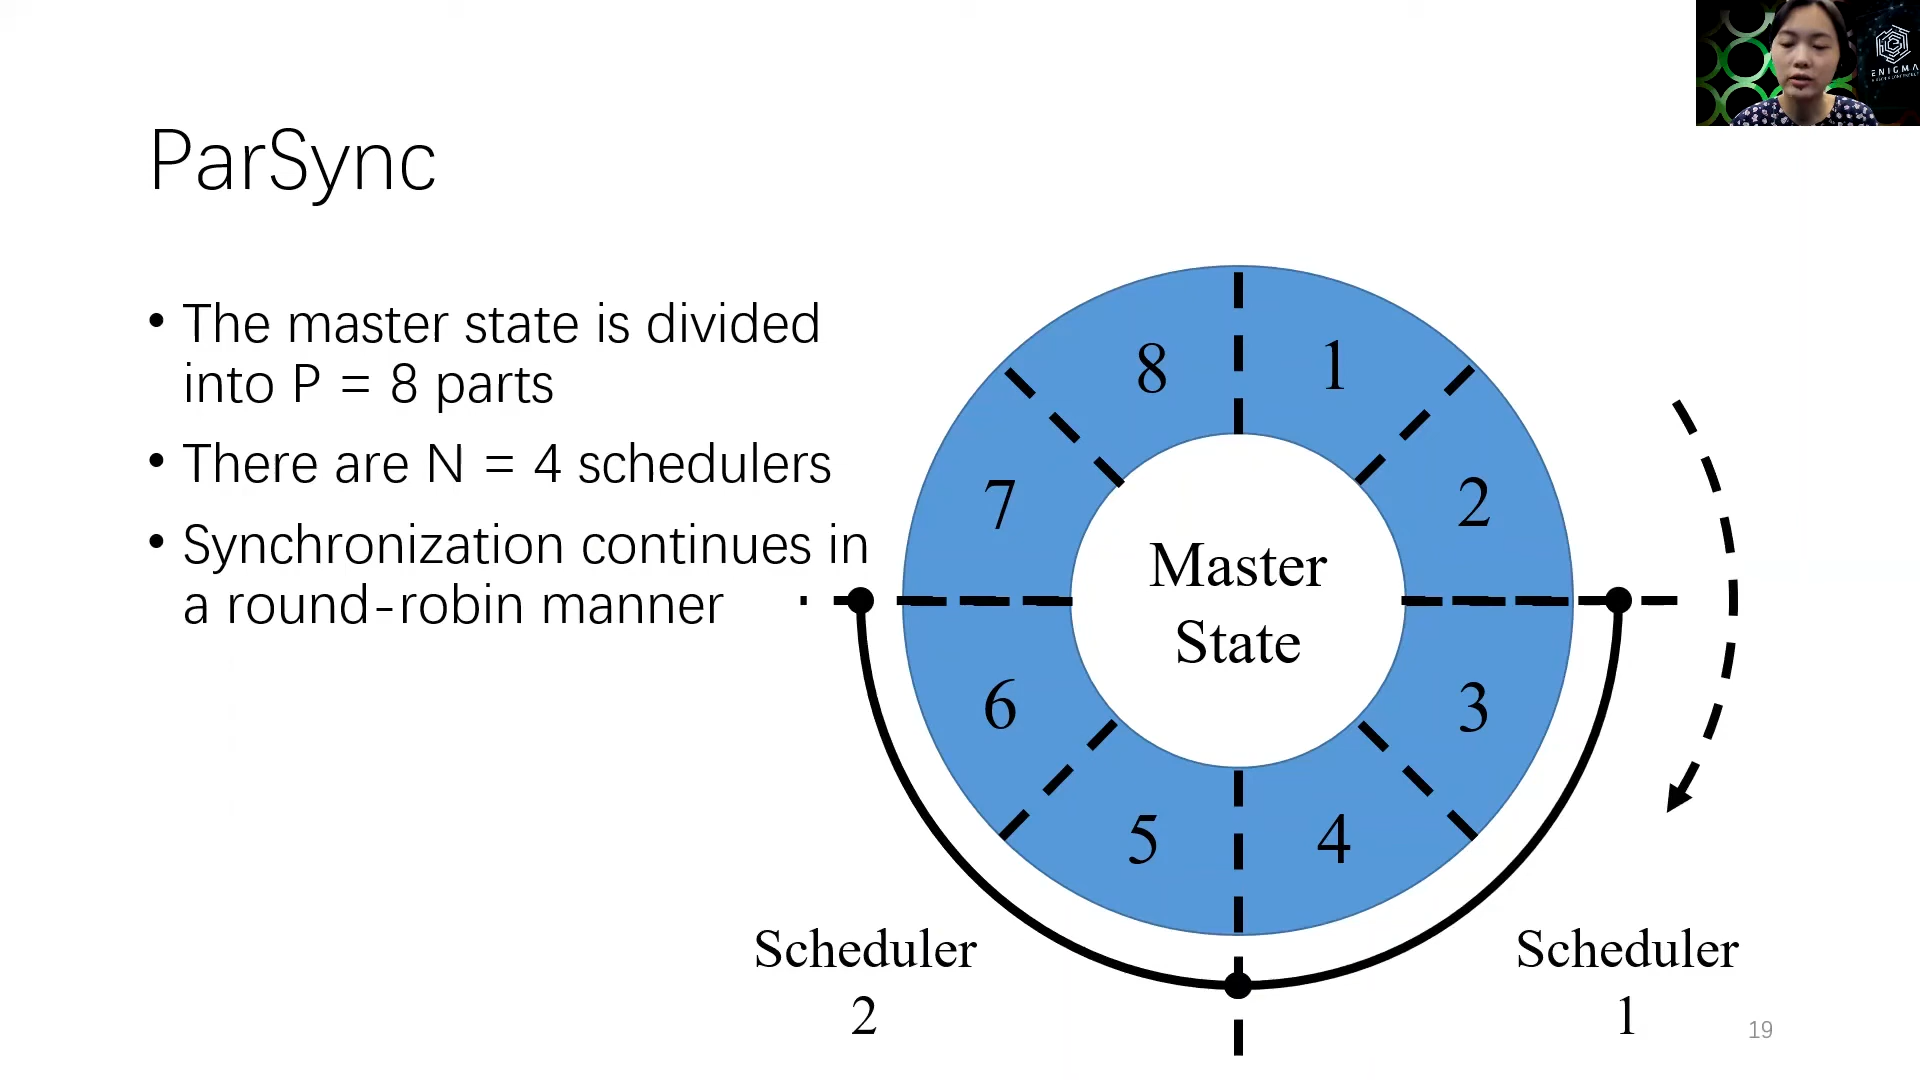 ENIGMA
ParSync
• The master state is divided
into P = 8 parts
• There are N = 4 schedulers
• Synchronization continues in
a round-robin manner
8
1
7
2
Master
State
6
3
5
4
Scheduler
2
Scheduler
1
19